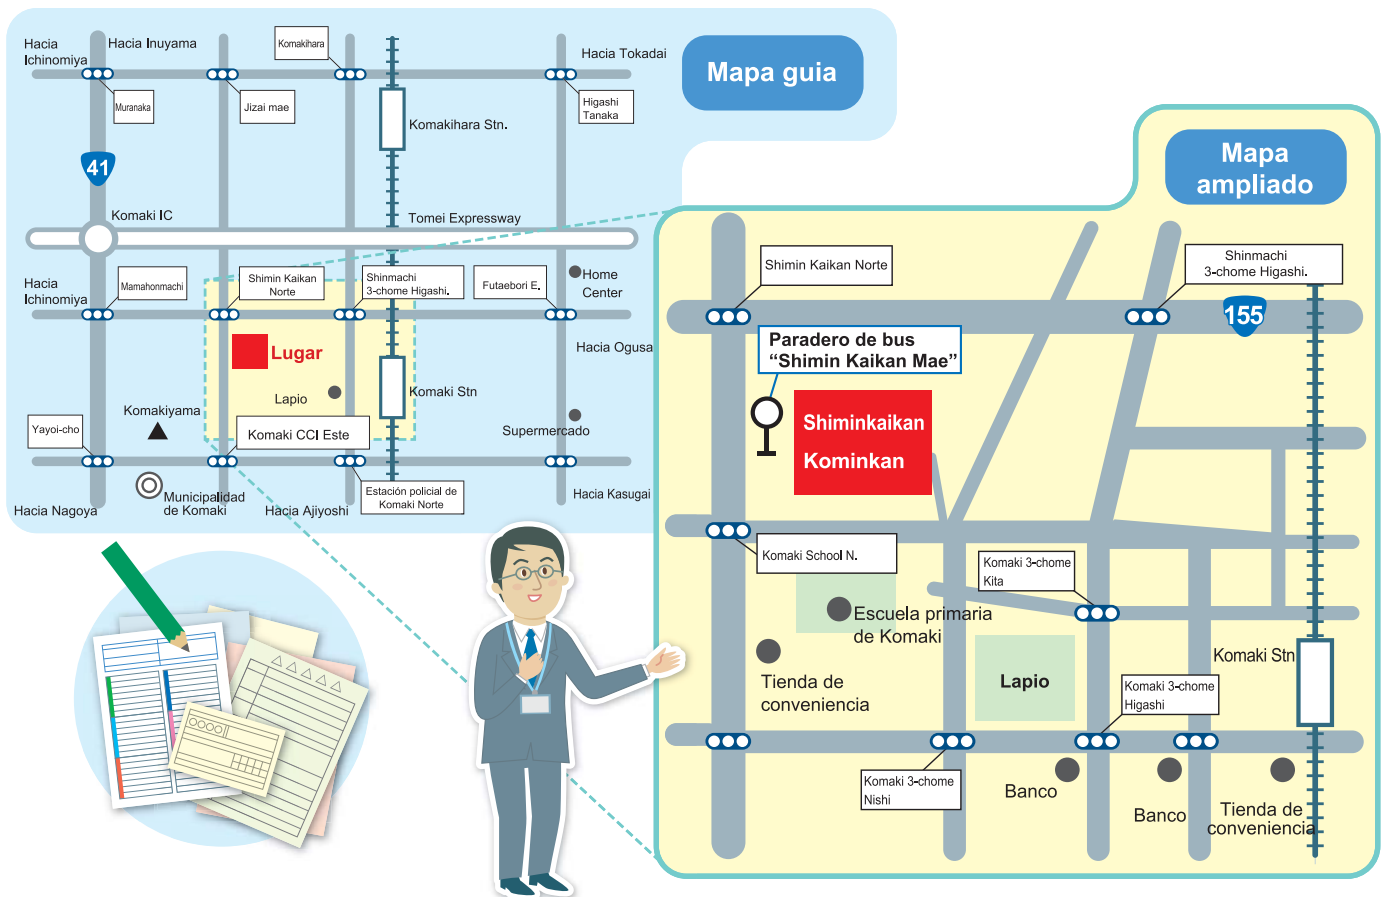 Mapa guia
Hacia
Ichinomiya
Hacia Inuyama
Komakihara
Hacia Tokadai
Muranaka
Jizai mae
Higashi
Tanaka
Komakihara Stn.
41
Komaki IC
Tomei Expressway
Hacia
Ichinomiya
Mamahonmachi
Shimin Kaikan
Norte
Shinmachi
3-chome Higashi.
Futaebori E.
Home
Center
Lugar
Hacia Ogusa
Lapio
Komaki Stn
Komakiyama
Yayoi-cho
Komaki CCI Este
Supermercado
Municipalidad
de Komaki
Estación policial de
Komaki Norte
Hacia Nagoya
Hacia Ajiyoshi
Hacia Kasugai
Mapa
ampliado
Shimin Kaikan Norte
Shinmachi
3-chome Higashi.
155
Paradero de bus
“Shimin Kaikan Mae”
Shiminkaikan
Kominkan
Komaki School N.
Komaki 3-chome
Kita
Escuela primaria
de Komaki
Tienda de
conveniencia
Lapio
Komaki Stn
Komaki 3-chome
Higashi
Komaki 3-chome
Nishi
Banco
Banco
Tienda de
conveniencia